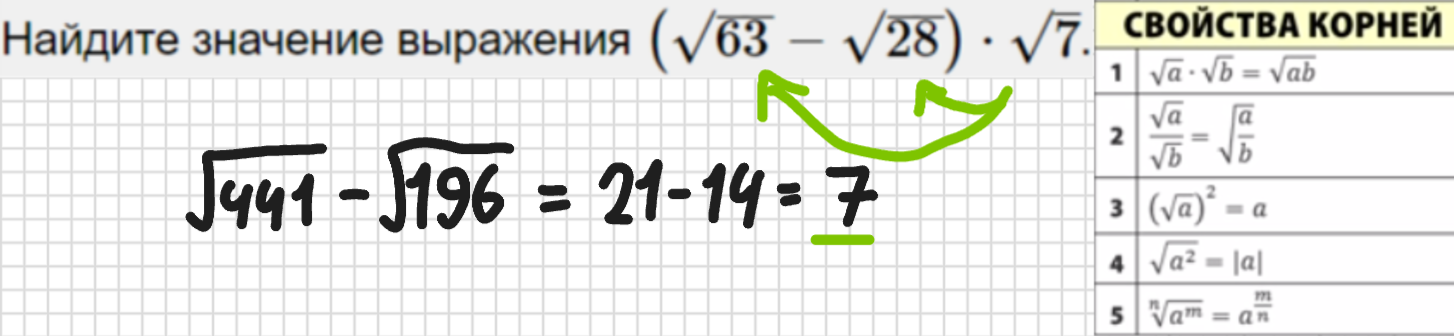 Найдите значение выражения (√63 − √28) · √7.
√441 - √196 = 21-14 = 7
СВОЙСТВА КОРНЕЙ
1 √a · √b = √ab
2 √a/√b = √(a/b)
3 (√a)² = a
4 √a² = |a|
5 ⁿ√aᵐ = a^(m/n)